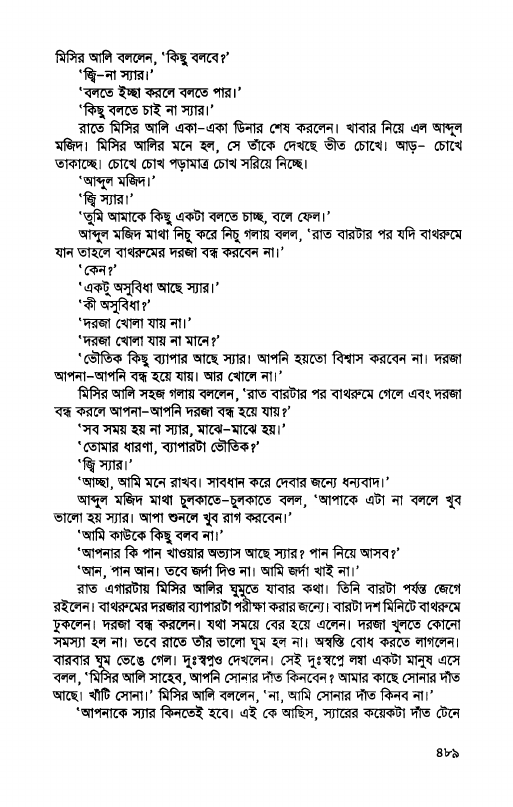 মিসির আলি বললেন, ‘কিছু বলবে?’
‘জ্বি-না স্যার।’
‘বলতে ইচ্ছা করলে বলতে পার।’
‘কিছু বলতে চাই না স্যার।’
রাতে মিসির আলি একা-একা ডিনার শেষ করলেন। খাবার নিয়ে এল আব্দুল
মজিদ। মিসির আলির মনে হল, সে তাঁকে দেখছে ভীত চোখে। আড়- চোখে
তাকাচ্ছে। চোখে চোখ পড়ামাত্র চোখ সরিয়ে নিচ্ছে।
‘আব্দুল মজিদ।’
‘জ্বি স্যার।’
‘তুমি আমাকে কিছু একটা বলতে চাচ্ছ, বলে ফেল।’
আব্দুল মজিদ মাথা নিচু করে নিচু গলায় বলল, ‘রাত বারটার পর যদি বাথরুমে
যান তাহলে বাথরুমের দরজা বন্ধ করবেন না।’
‘কেন?’
‘একটু অসুবিধা আছে স্যার।’
‘কী অসুবিধা?’
‘দরজা খোলা যায় না।’
‘দরজা খোলা যায় না মানে?’
‘ভৌতিক কিছু ব্যাপার আছে স্যার। আপনি হয়তো বিশ্বাস করবেন না। দরজা
আপনা-আপনি বন্ধ হয়ে যায়। আর খোলে না।’
মিসির আলি সহজ গলায় বললেন, ‘রাত বারটার পর বাথরুমে গেলে এবং দরজা
বন্ধ করলে আপনা-আপনি দরজা বন্ধ হয়ে যায়?’
‘সব সময় হয় না স্যার, মাঝে-মাঝে হয়।’
‘তোমার ধারণা, ব্যাপারটা ভৌতিক?’
‘জ্বি স্যার।’
‘আচ্ছা, আমি মনে রাখব। সাবধান করে দেবার জন্যে ধন্যবাদ।’
আব্দুল মজিদ মাথা চুলকাতে-চুলকাতে বলল, ‘আপাকে এটা না বললে খুব
ভালো হয় স্যার। আপা শুনলে খুব রাগ করবেন।’
‘আমি কাউকে কিছু বলব না।’
‘আপনার কি পান খাওয়ার অভ্যাস আছে স্যার? পান নিয়ে আসব?’
‘আন, পান আন। তবে জর্দা দিও না। আমি জর্দা খাই না।’
রাত এগারটায় মিসির আলির ঘুমুতে যাবার কথা। তিনি বারটা পর্যন্ত জেগে
রইলেন। বাথরুমের দরজার ব্যাপারটা পরীক্ষা করার জন্যে। বারটা দশ মিনিটে বাথরুমে
ঢুকলেন। দরজা বন্ধ করলেন। যথা সময়ে বের হয়ে এলেন। দরজা খুলতে কোনো
সমস্যা হল না। তবে রাতে তাঁর ভালো ঘুম হল না। অস্বস্তি বোধ করতে লাগলেন।
বারবার ঘুম ভেঙে গেল। দুঃস্বপ্নও দেখলেন। সেই দুঃস্বপ্নে লম্বা একটা মানুষ এসে
বলল, ‘মিসির আলি সাহেব, আপনি সোনার দাঁত কিনবেন? আমার কাছে সোনার দাঁত
আছে। খাঁটি সোনা।’ মিসির আলি বললেন, ‘না, আমি সোনার দাঁত কিনব না।’
‘আপনাকে স্যার কিনতেই হবে। এই কে আছিস, স্যারের কয়েকটা দাঁত টেনে
৪৮৯